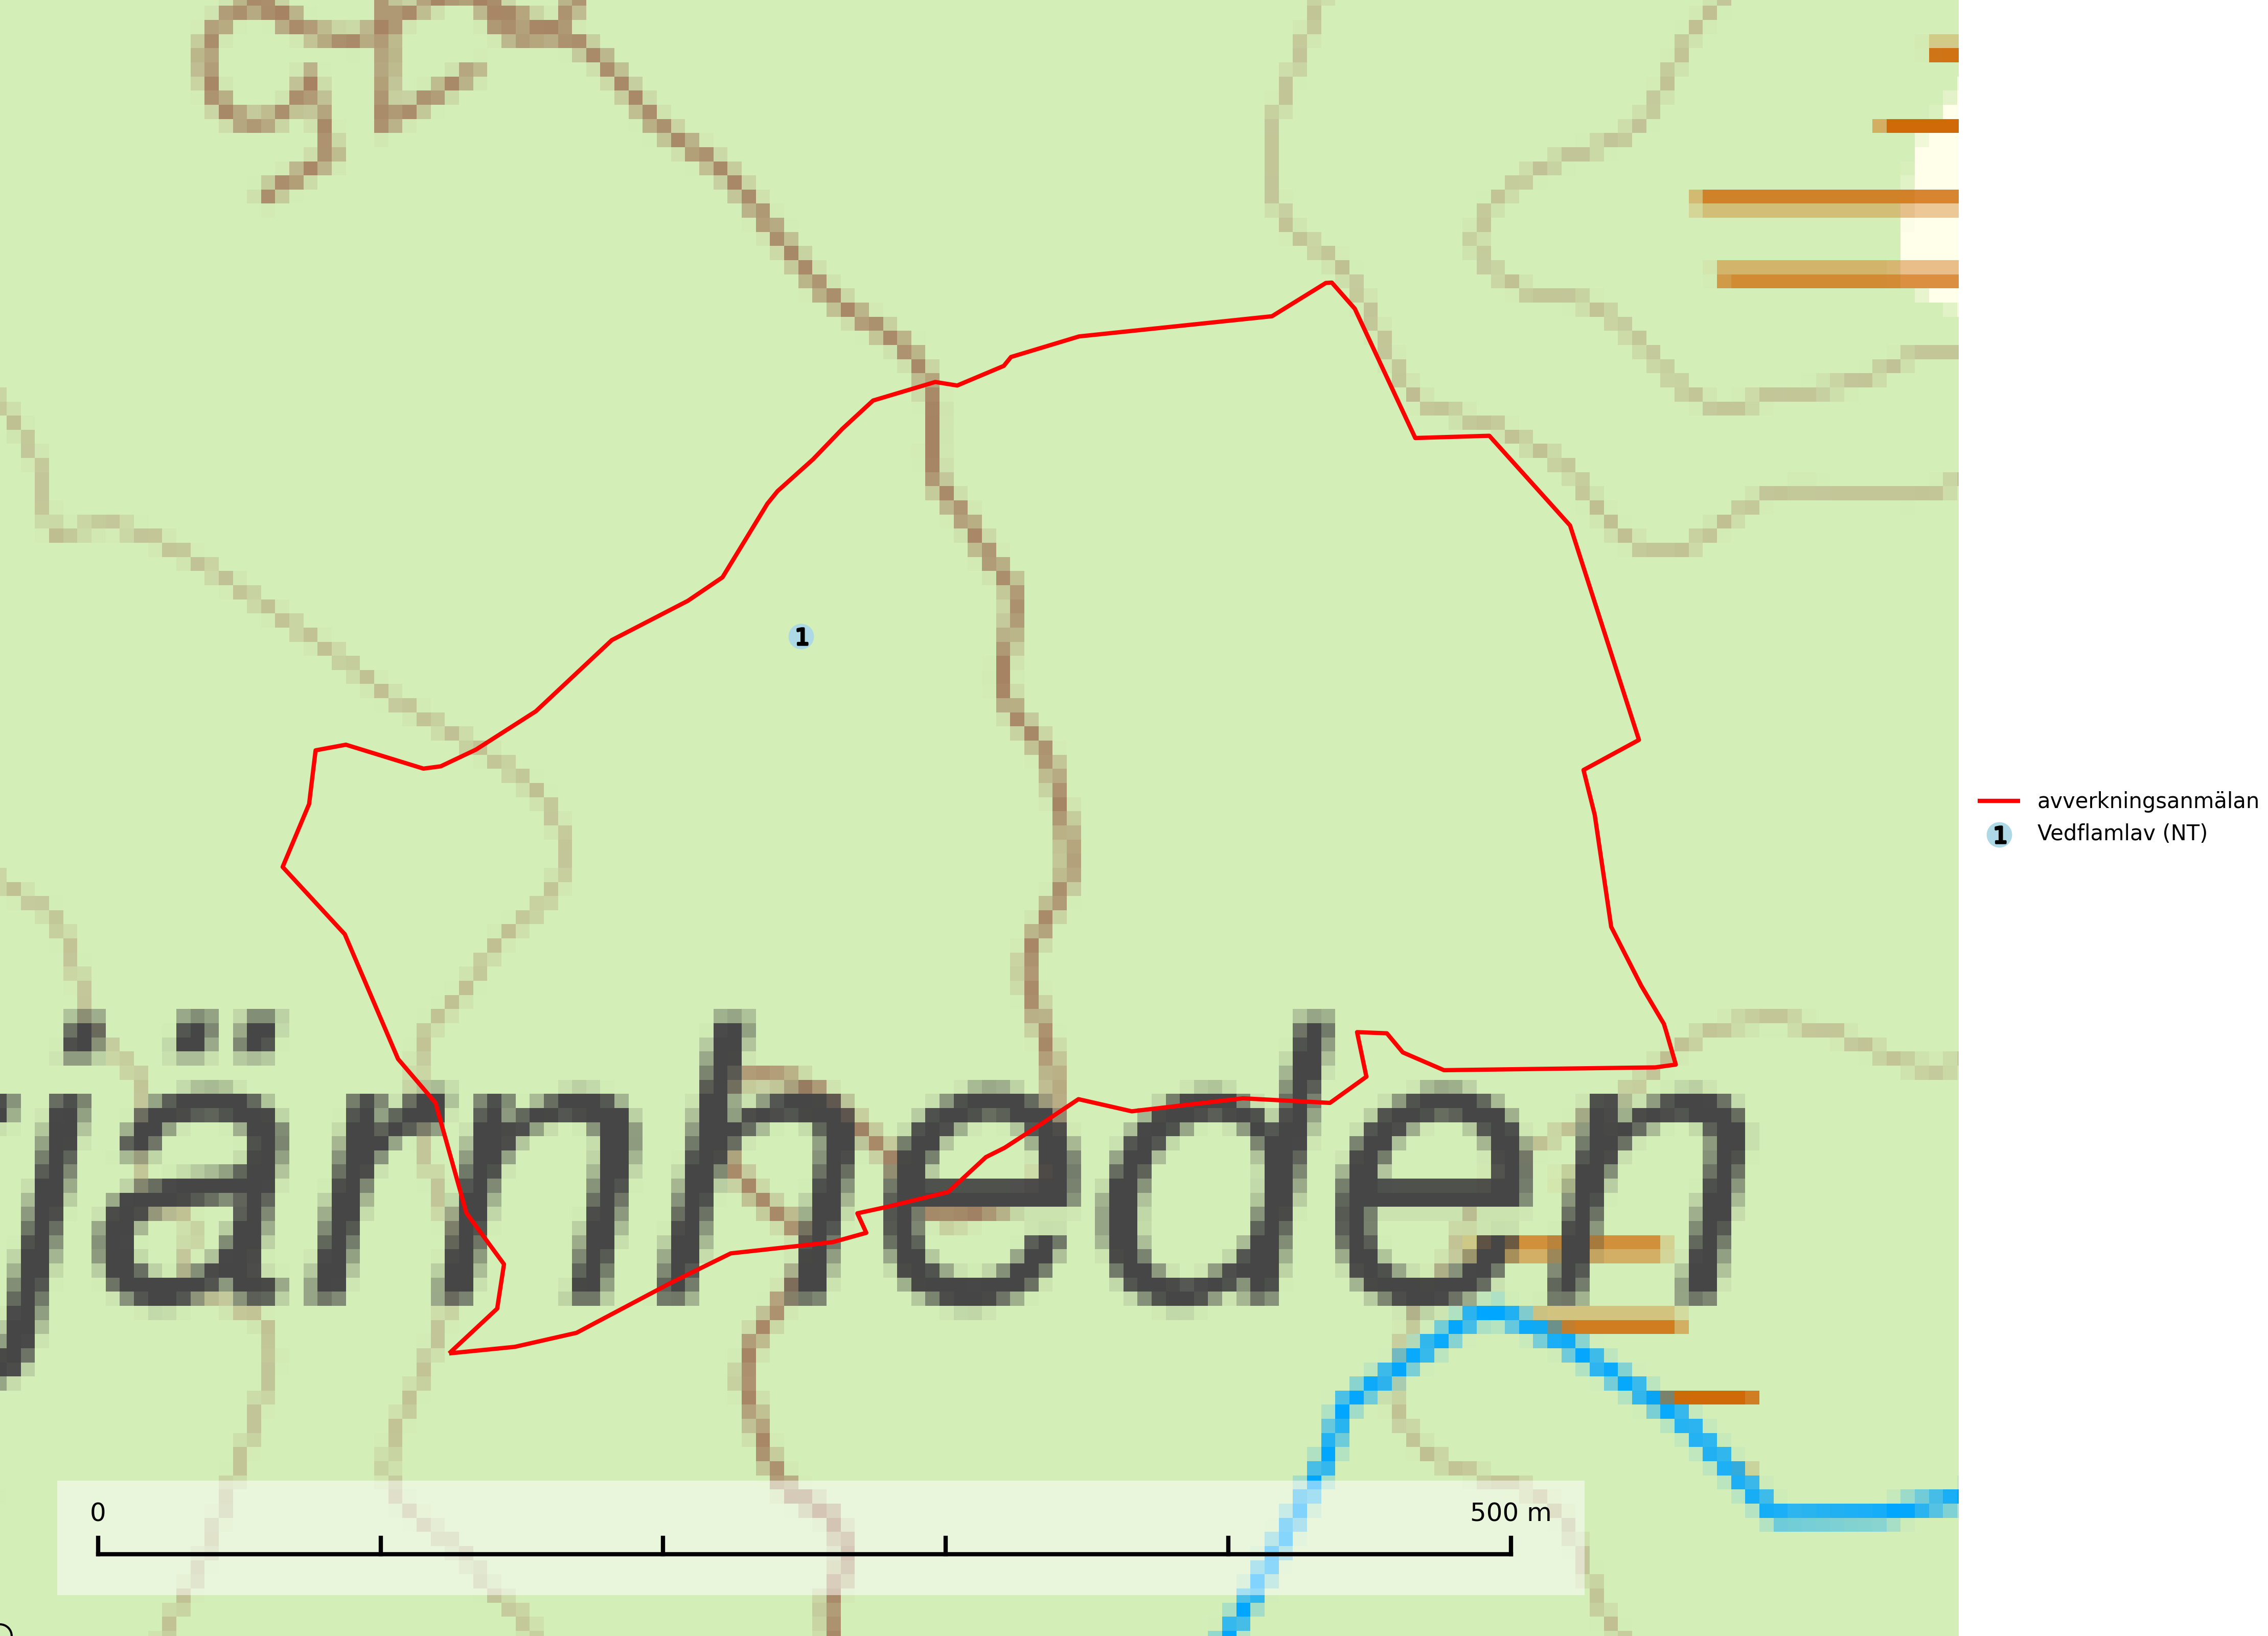 järnheden
0 500 m
avverkningsanmälan
1 Vedflamlav (NT)
1